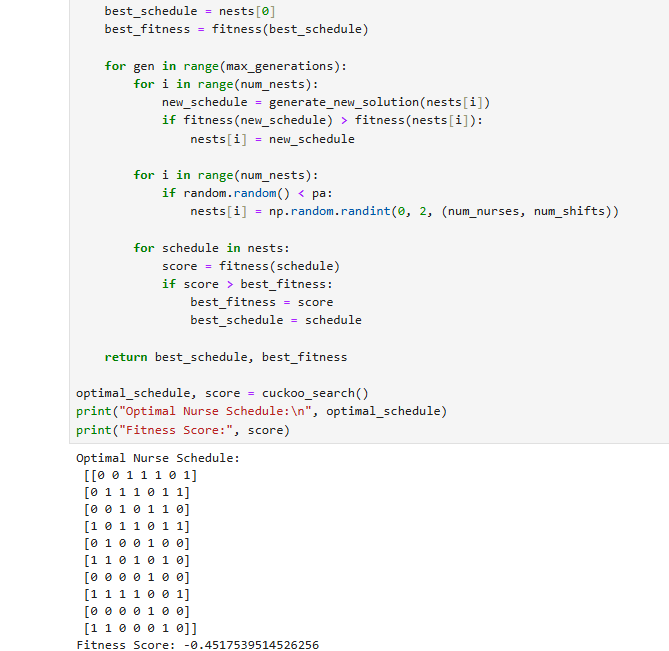 best_schedule = nests[0]
best_fitness = fitness(best_schedule)
for gen in range(max_generations):
for i in range(num_nests):
new_schedule = generate_new_solution(nests[i])
if fitness(new_schedule) > fitness(nests[i]):
nests[i] = new_schedule
for i in range(num_nests):
if random.random() < pa:
nests[i] = np.random.randint(0, 2, (num_nurses, num_shifts))
for schedule in nests:
score = fitness(schedule)
if score > best_fitness:
best_fitness = score
best_schedule = schedule
return best_schedule, best_fitness
optimal_schedule, score = cuckoo_search()
print("Optimal Nurse Schedule:\n", optimal_schedule)
print("Fitness Score:", score)
Optimal Nurse Schedule:
[[0 0 1 1 1 0 1]
[0 1 1 1 0 1 1]
[0 0 1 0 1 1 0]
[1 0 1 1 0 1 1]
[0 1 0 0 1 0 0]
[1 1 0 1 0 1 0]
[0 0 0 0 1 0 0]
[1 1 1 1 0 0 1]
[0 0 0 0 1 0 0]
[1 1 0 0 0 1 0]]
Fitness Score: -0.4517539514526256